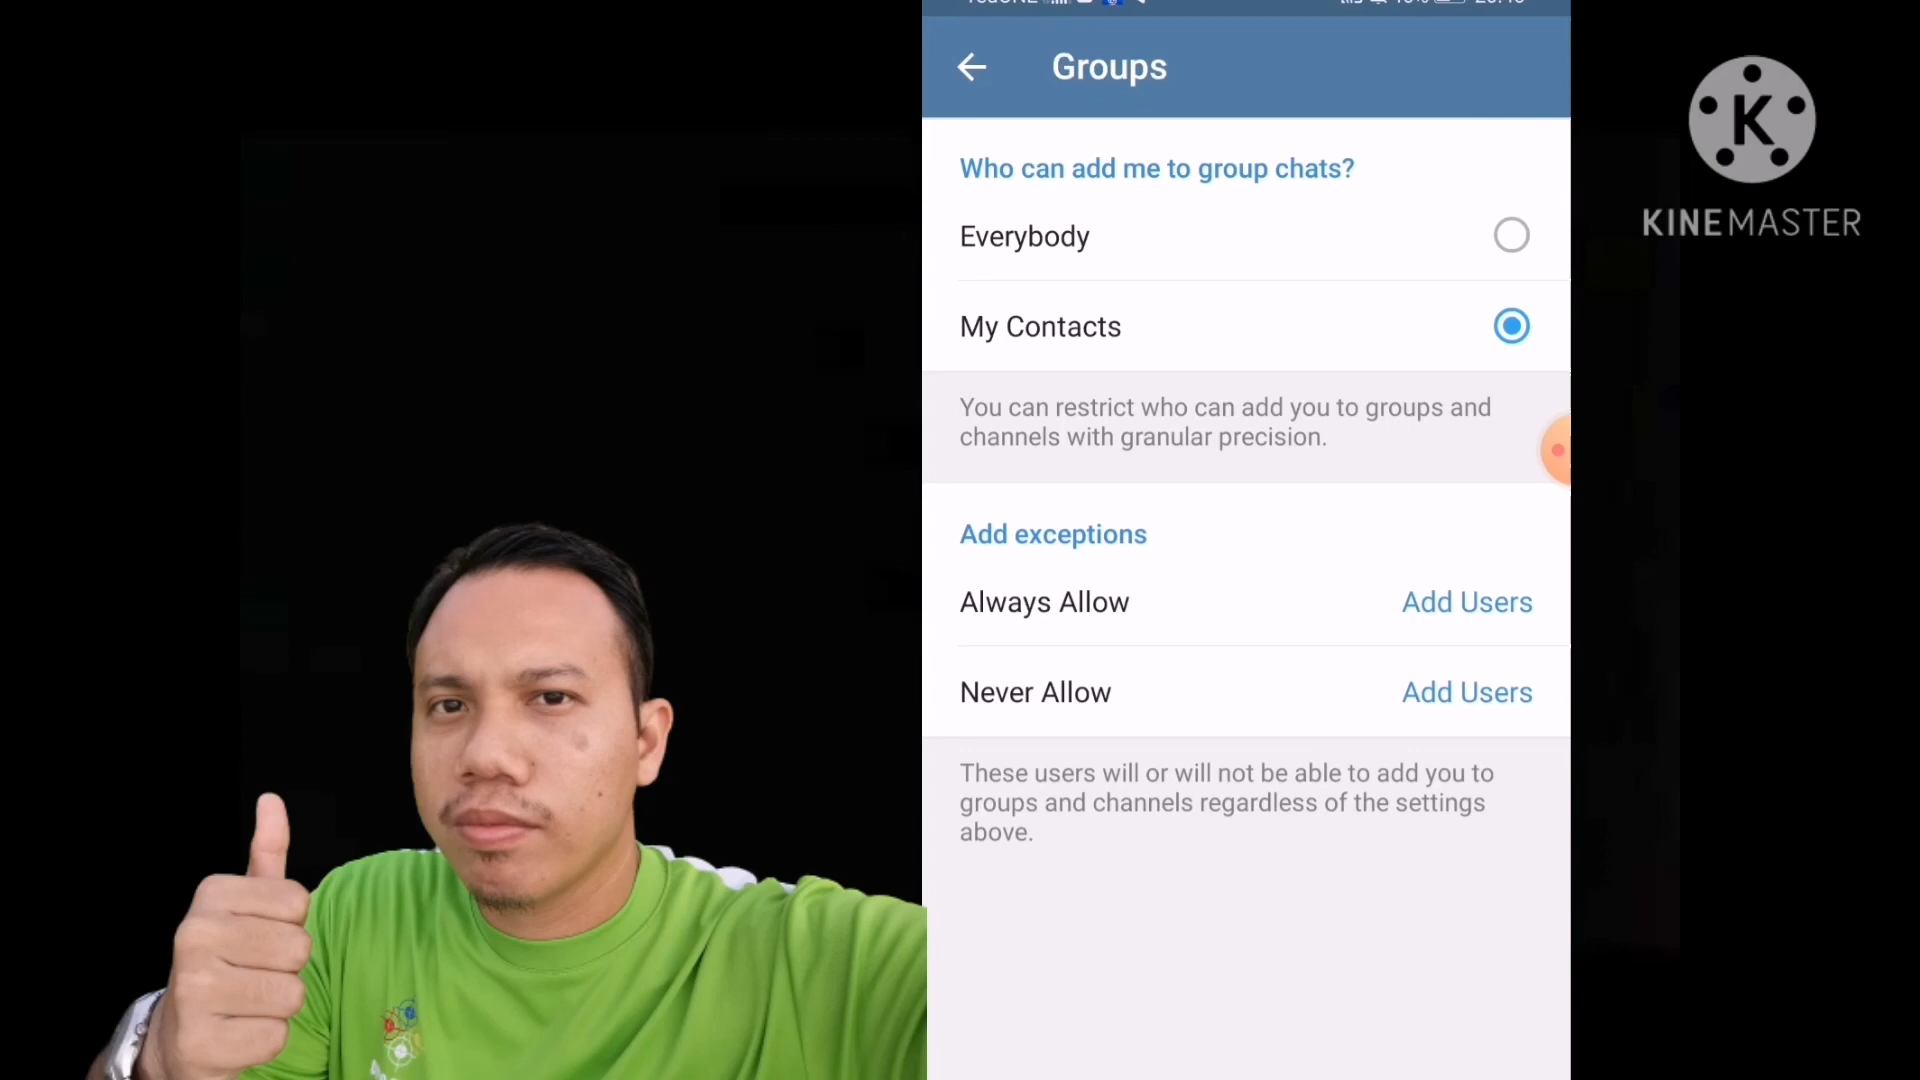 Groups
Who can add me to group chats?
Everybody
My Contacts
You can restrict who can add you to groups and
channels with granular precision.
Add exceptions
Always Allow Add Users
Never Allow Add Users
These users will or will not be able to add you to
groups and channels regardless of the settings
above.
K
KINEMASTER